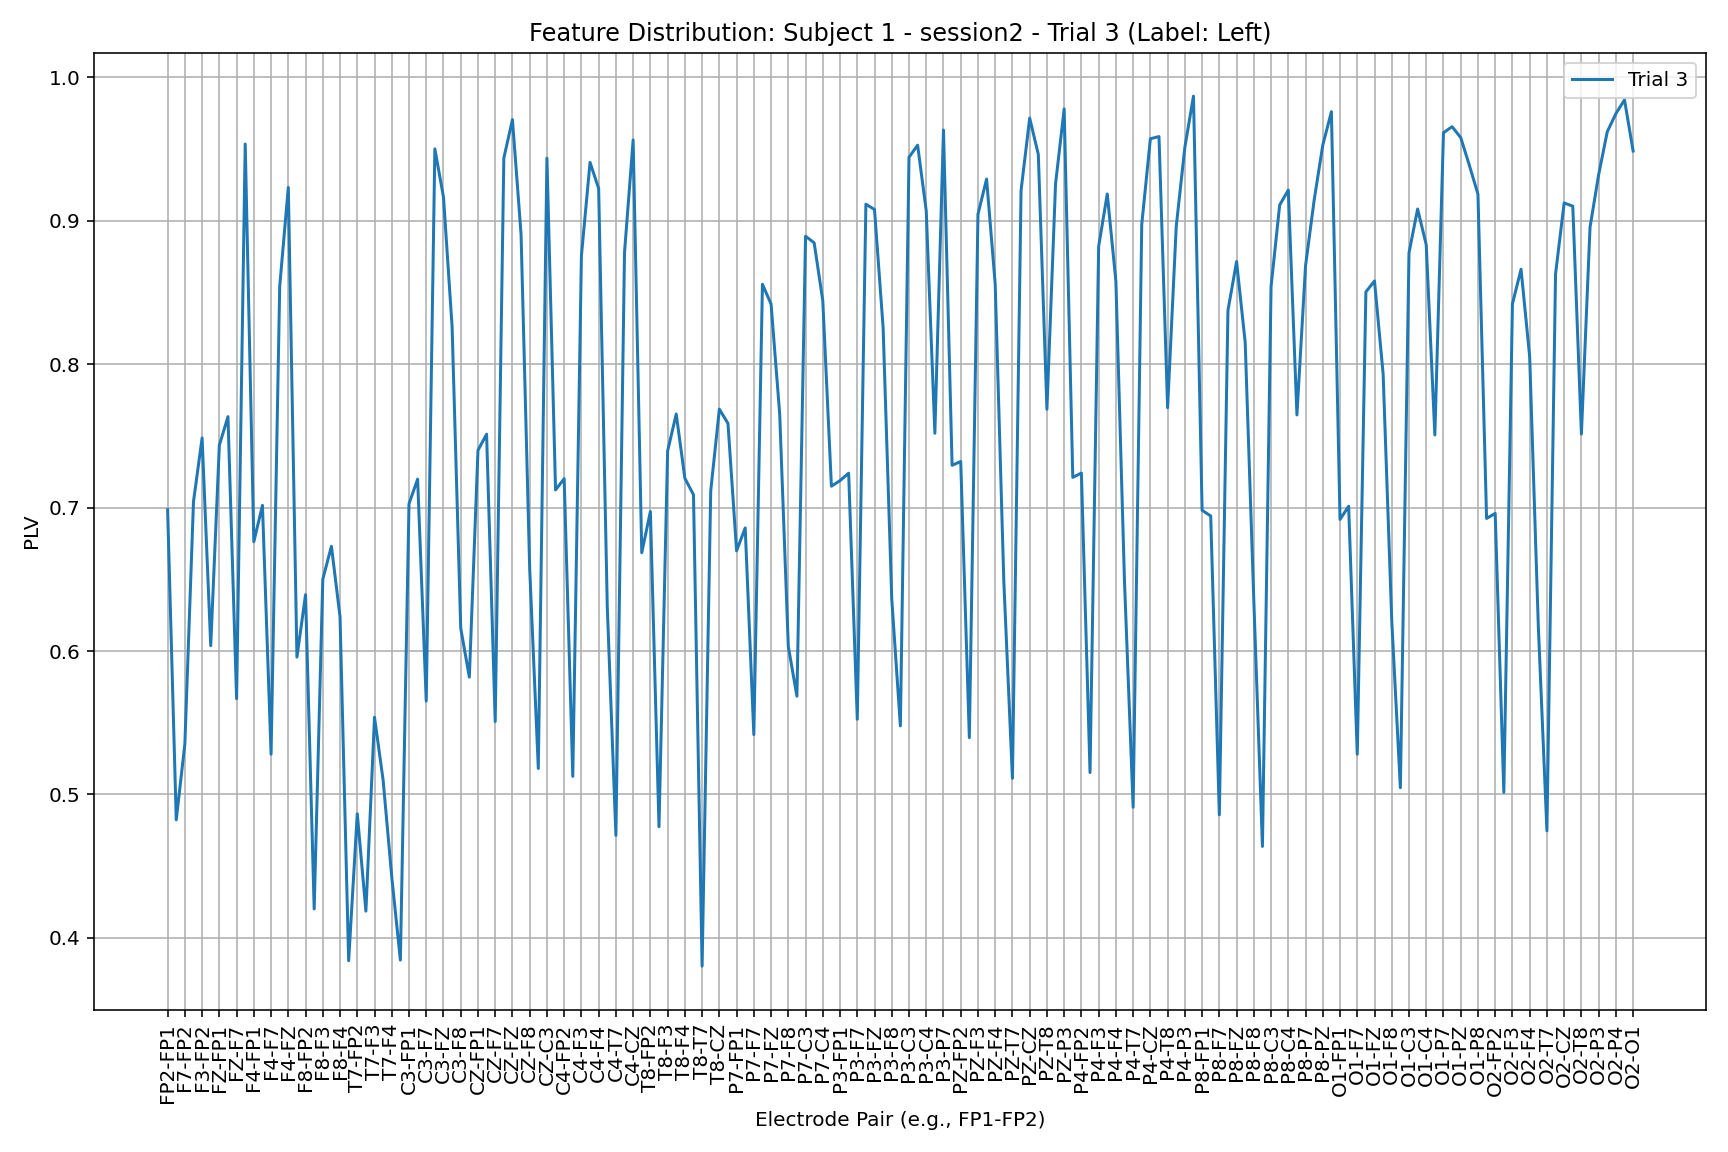 Feature Distribution: Subject 1 - session2 - Trial 3 (Label: Left)
Trial 3
1.0
0.9
0.8
0.7
0.6
0.5
0.4
PLV
FP2-FP1
F7-FP2
F3-FP2
FZ-FP1
FZ-F7
F4-FP1
F4-F7
F4-FZ
F8-FP2
F8-F3
F8-F4
T7-FP2
T7-F3
T7-F4
C3-FP1
C3-F7
C3-FZ
C3-F8
CZ-FP1
CZ-F7
CZ-FZ
CZ-F8
CZ-C3
C4-FP2
C4-F3
C4-F4
C4-T7
C4-CZ
T8-FP2
T8-F3
T8-F4
T8-T7
T8-CZ
P7-FP1
P7-F7
P7-FZ
P7-F8
P7-C3
P7-C4
P3-FP1
P3-F7
P3-FZ
P3-F8
P3-C3
P3-C4
P3-P7
PZ-FP2
PZ-F3
PZ-F4
PZ-T7
PZ-CZ
PZ-T8
PZ-P3
P4-FP2
P4-F3
P4-F4
P4-T7
P4-CZ
P4-T8
P4-P3
P8-FP1
P8-F7
P8-FZ
P8-F8
P8-C3
P8-C4
P8-P7
P8-PZ
O1-FP1
O1-F7
O1-FZ
O1-F8
O1-C3
O1-C4
O1-P7
O1-PZ
O1-P8
O2-FP2
O2-F3
O2-F4
O2-T7
O2-CZ
O2-T8
O2-P3
O2-P4
O2-O1
Electrode Pair (e.g., FP1-FP2)